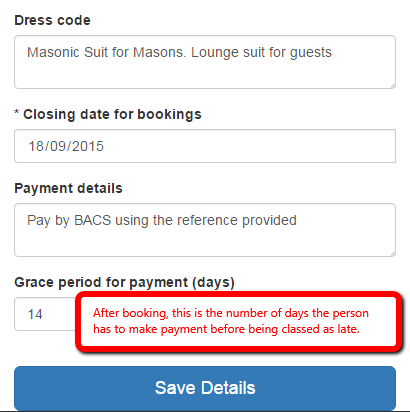 Dress code
Masonic Suit for Masons. Lounge suit for guests
* Closing date for bookings
18/09/2015
Payment details
Pay by BACS using the reference provided
Grace period for payment (days)
14
After booking, this is the number of days the person
has to make payment before being classed as late.
Save Details